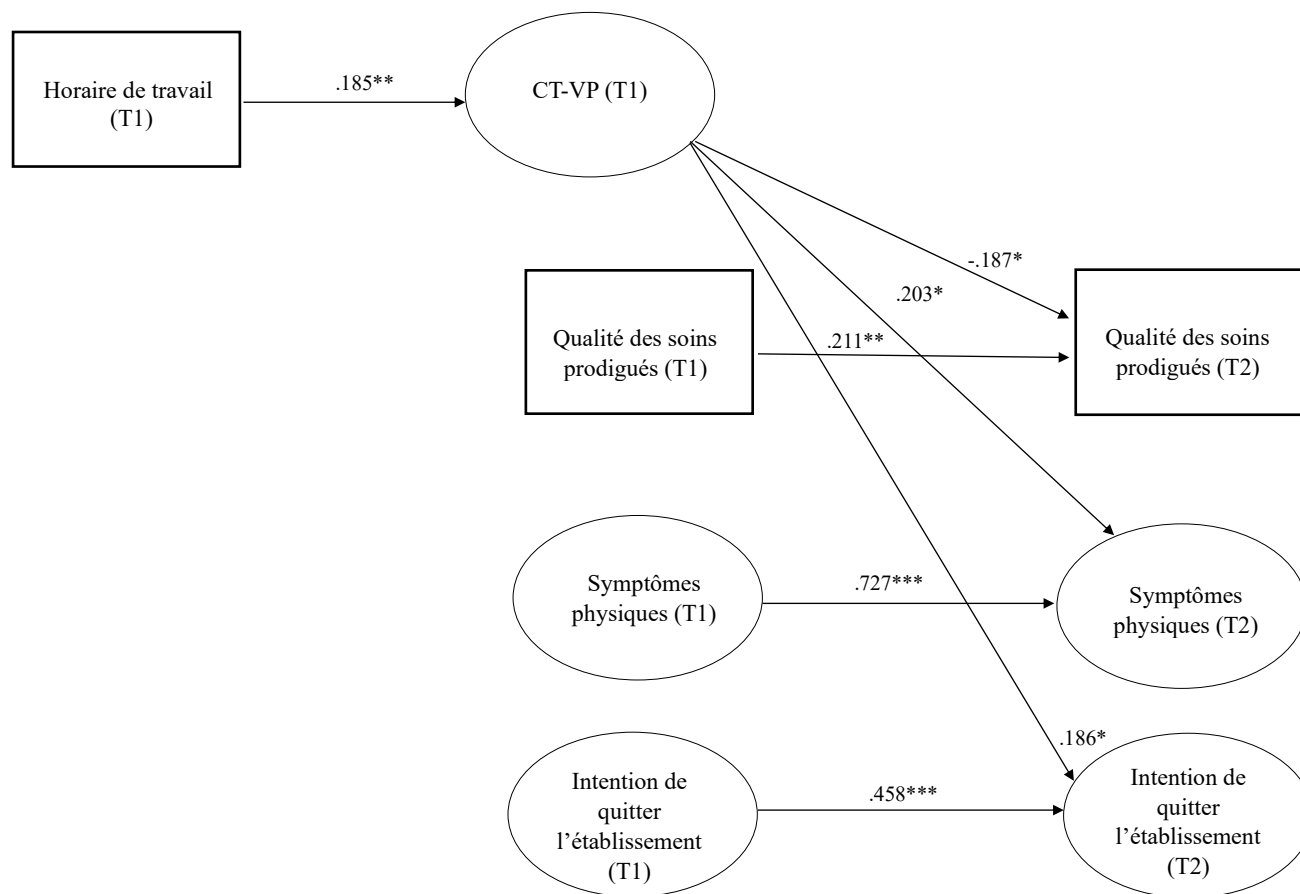 Horaire de travail
(T1)
.185**
CT-VP (T1)
-.187*
.203*
Qualité des soins
prodigués (T1)
.211**
Qualité des soins
prodigués (T2)
Symptômes
physiques (T1)
.727***
Symptômes
physiques (T2)
.186*
Intention de
quitter
l’établissement
(T1)
.458***
Intention de
quitter
l’établissement
(T2)